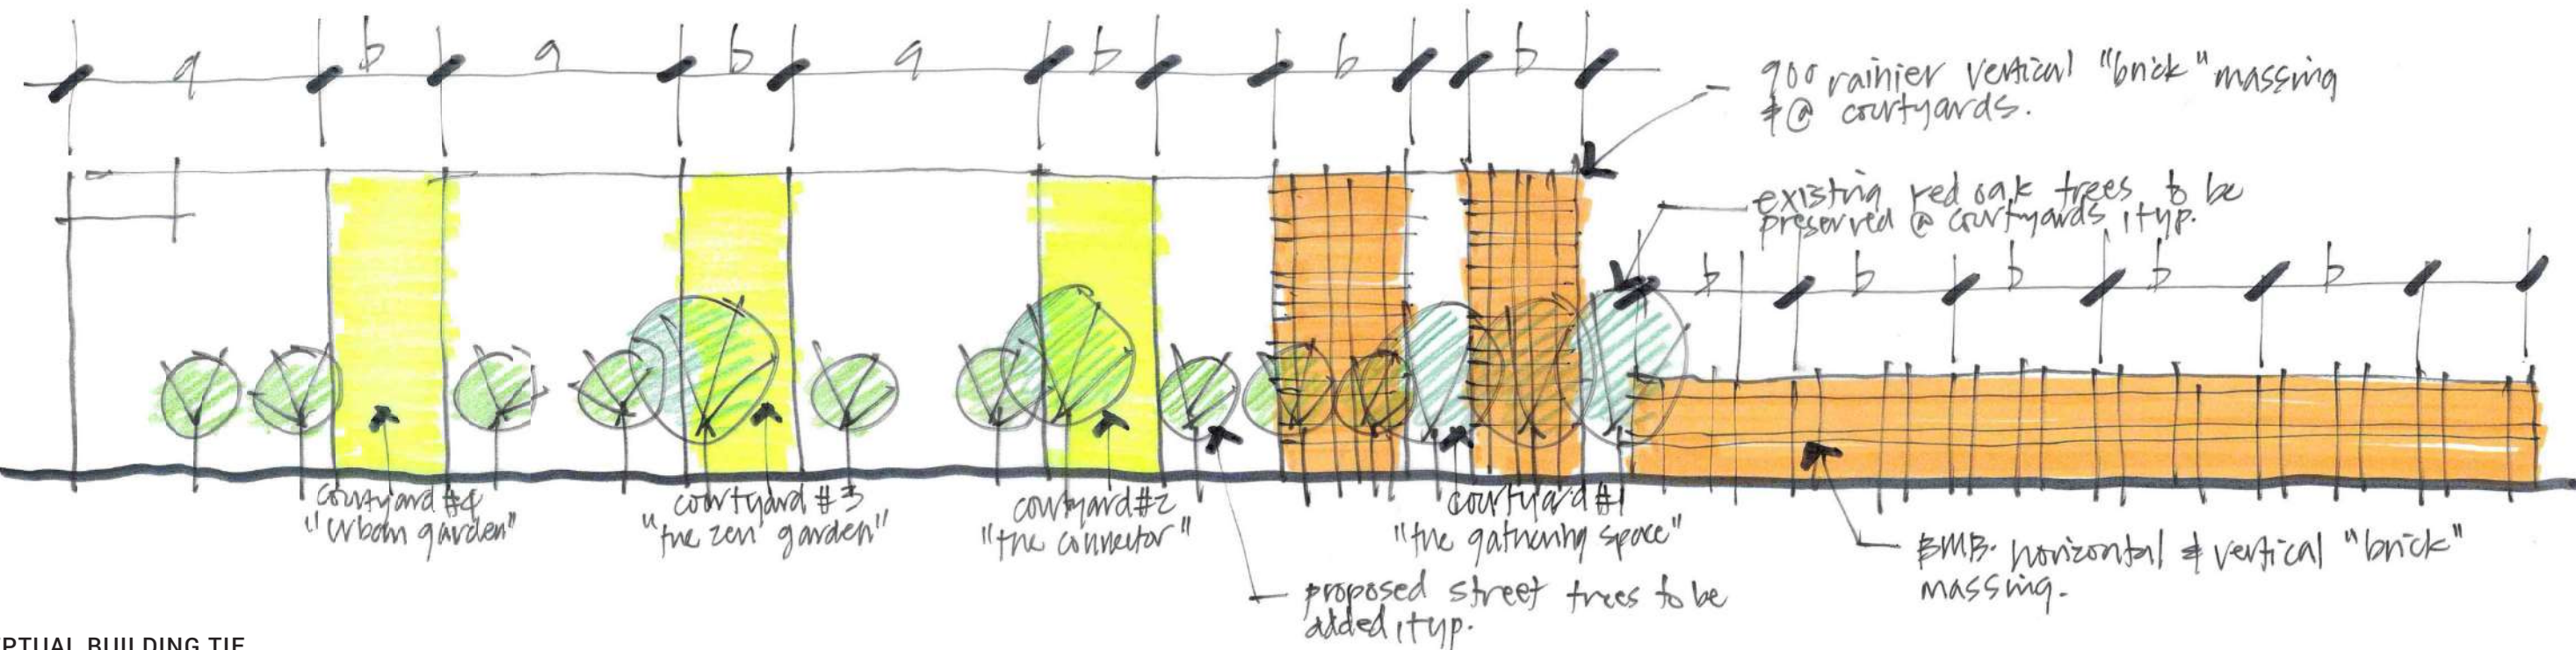 a b a b a b b b
900 rainier vertical "brick" massing
& @ courtyards.
existing red oak trees to be
preserved @ courtyards, typ.
b b b b b
courtyard #4
"urban garden"
courtyard #3
"the zen garden"
courtyard #2
"the connector"
courtyard #1
"the gathering space"
proposed street trees to be
added, typ.
BMB. horizontal & vertical "brick"
massing.
PTUAL BUILDING TIE